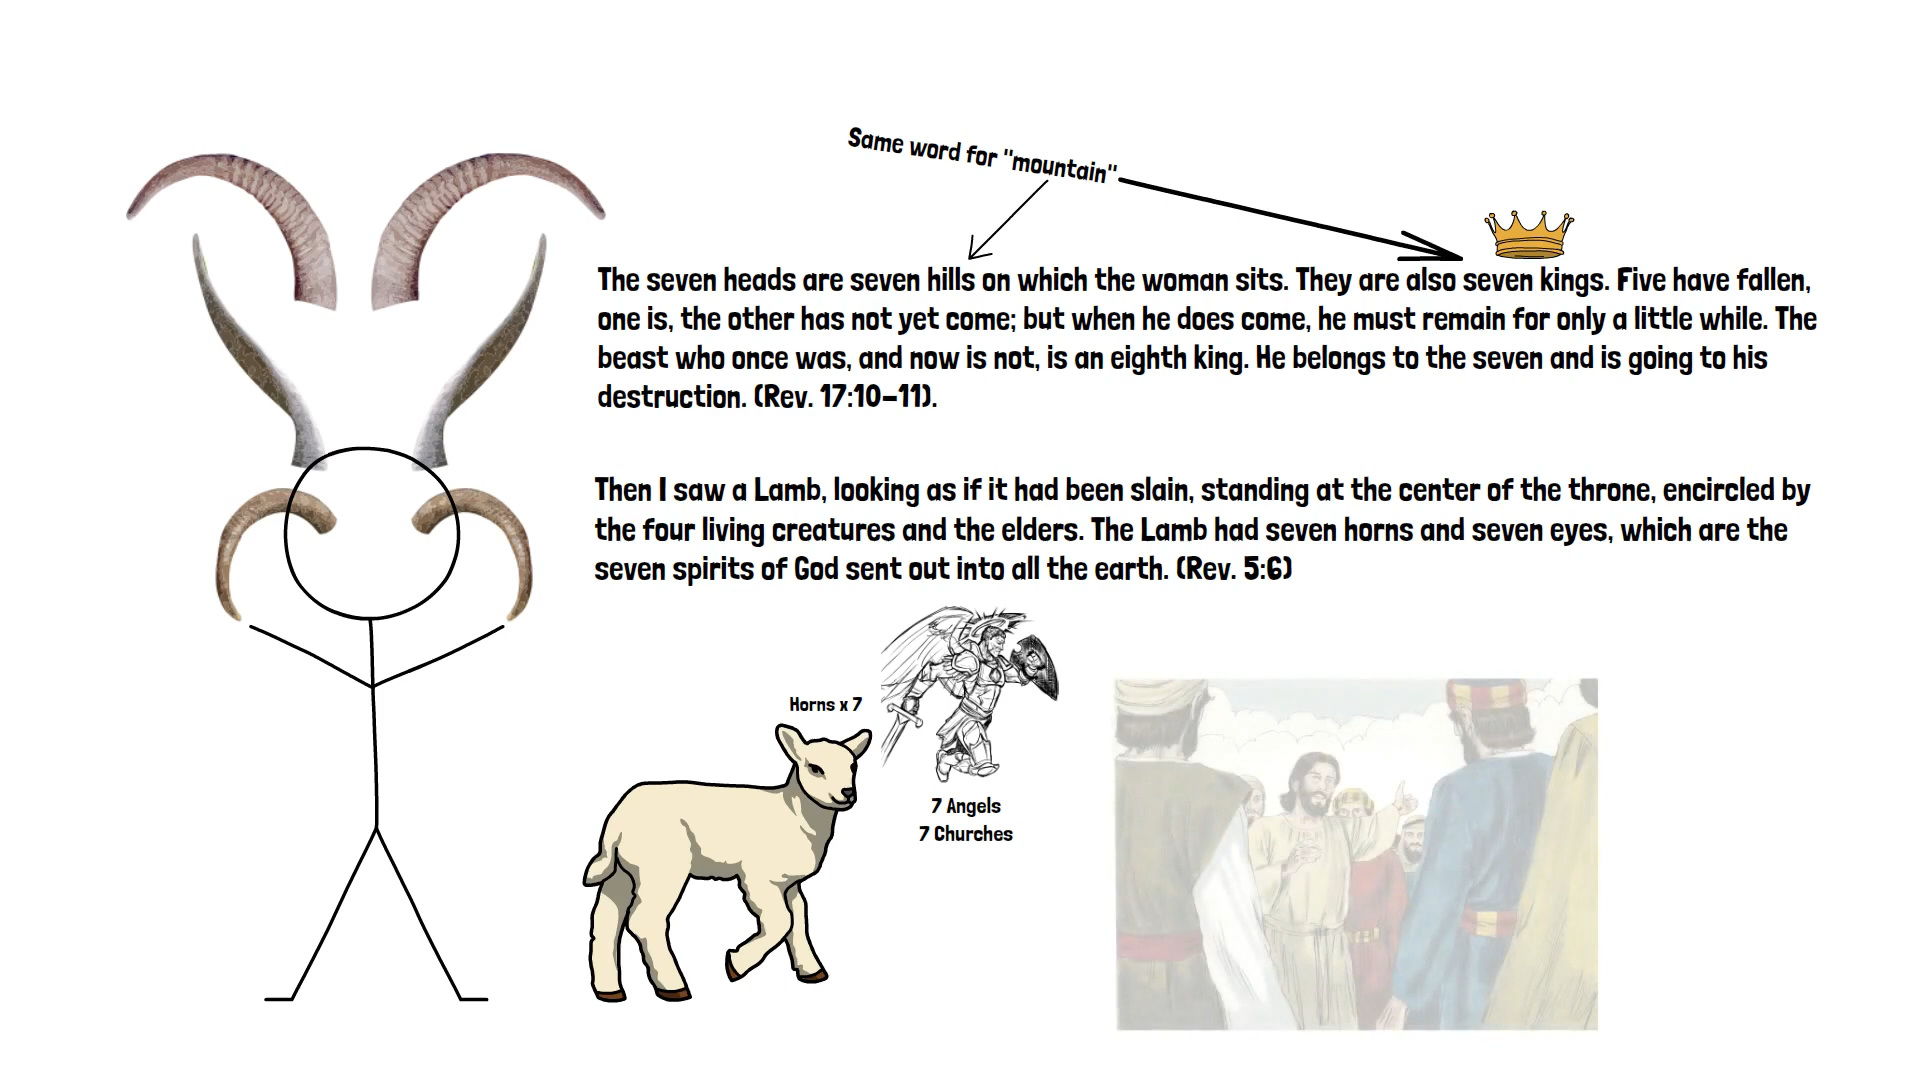 Same word for "mountain"
The seven heads are seven hills on which the woman sits. They are also seven kings. Five have fallen,
one is, the other has not yet come; but when he does come, he must remain for only a little while. The
beast who once was, and now is not, is an eighth king. He belongs to the seven and is going to his
destruction. (Rev. 17:10–11).
Then I saw a Lamb, looking as if it had been slain, standing at the center of the throne, encircled by
the four living creatures and the elders. The Lamb had seven horns and seven eyes, which are the
seven spirits of God sent out into all the earth. (Rev. 5:6)
Horns x 7
7 Angels
7 Churches